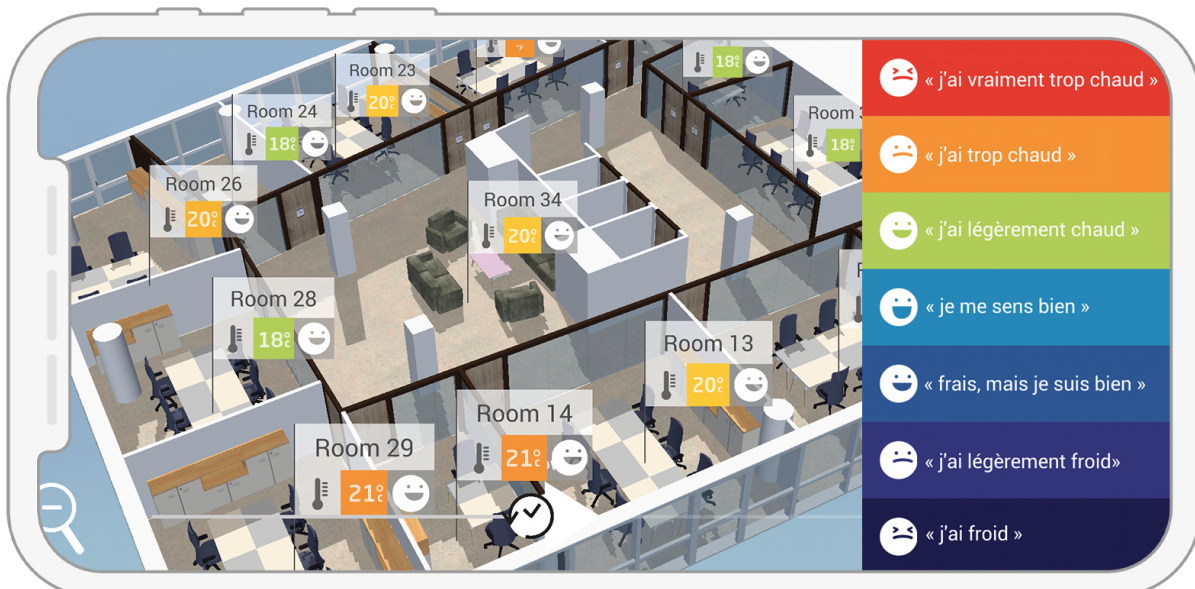 °F
18°C
Room 23
20°C
Room 24
18°C
Room
18°
Room 26
20°C
Room 34
20°C
Room 28
18°C
Room 13
20°C
Room 14
21°C
Room 29
21°C
« j'ai vraiment trop chaud »
« j'ai trop chaud »
« j'ai légèrement chaud »
« je me sens bien »
« frais, mais je suis bien »
« j'ai légèrement froid»
« j'ai froid »